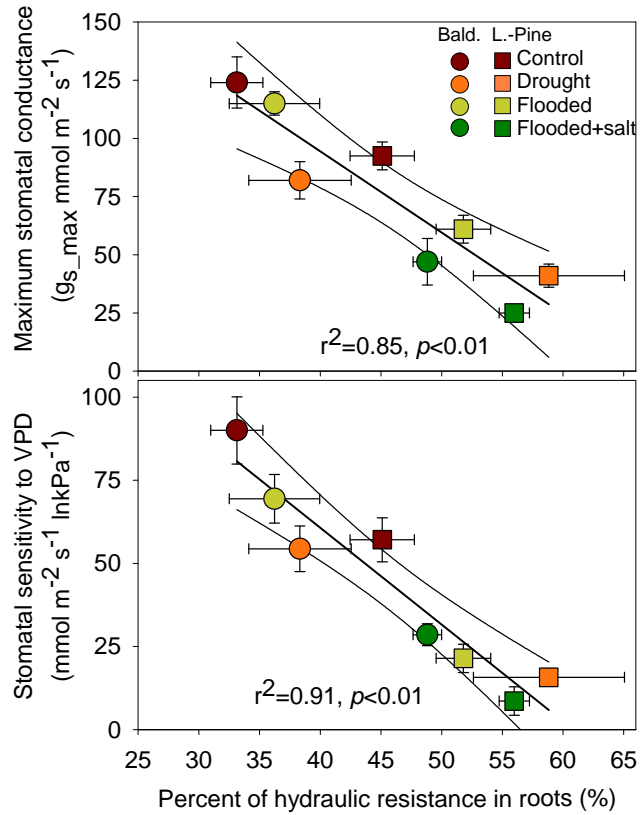 Bald. L.-Pine
Control
Drought
Flooded
Flooded+salt
Maximum stomatal conductance
(gs_max mmol m-2 s-1)
150
125
100
75
50
25
0
r2=0.85, p<0.01
Stomatal sensitivity to VPD
(mmol m-2 s-1 lnkPa-1)
100
75
50
25
0
r2=0.91, p<0.01
25 30 35 40 45 50 55 60 65
Percent of hydraulic resistance in roots (%)